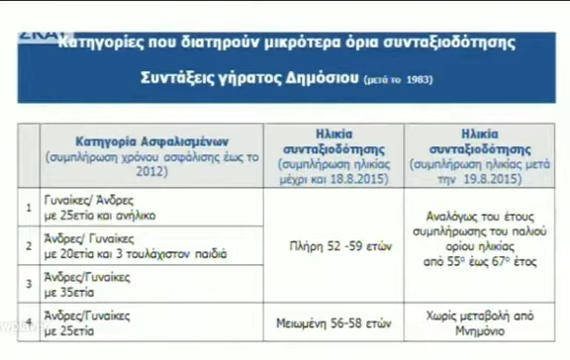 ΣΚΑΪ
Κατηγορίες που διατηρούν μικρότερα όρια συνταξιοδότησης
Συντάξεις γήρατος Δημόσιου (μετά το 1983)
Κατηγορία Ασφαλισμένων
(συμπλήρωση χρόνου ασφάλισης έως το
2012)
Ηλικία
συνταξιοδότησης
(συμπλήρωση ηλικίας
μέχρι και 18.8.2015)
Ηλικία
συνταξιοδότησης
(συμπλήρωση ηλικίας μετά
την 19.8.2015)
1
Γυναίκες/ Άνδρες
με 25ετία και ανήλικο
2
Άνδρες/ Γυναίκες
με 20ετία και 3 τουλάχιστον παιδιά
3
Άνδρες/Γυναίκες
με 35ετία
Πλήρη 52 -59 ετών
Αναλόγως του έτους
συμπλήρωσης του παλιού
ορίου ηλικίας
από 55° έως 67° έτος
4
Άνδρες/Γυναίκες
με 25ετία
Μειωμένη 56-58 ετών
Χωρίς μεταβολή από
Μνημόνιο